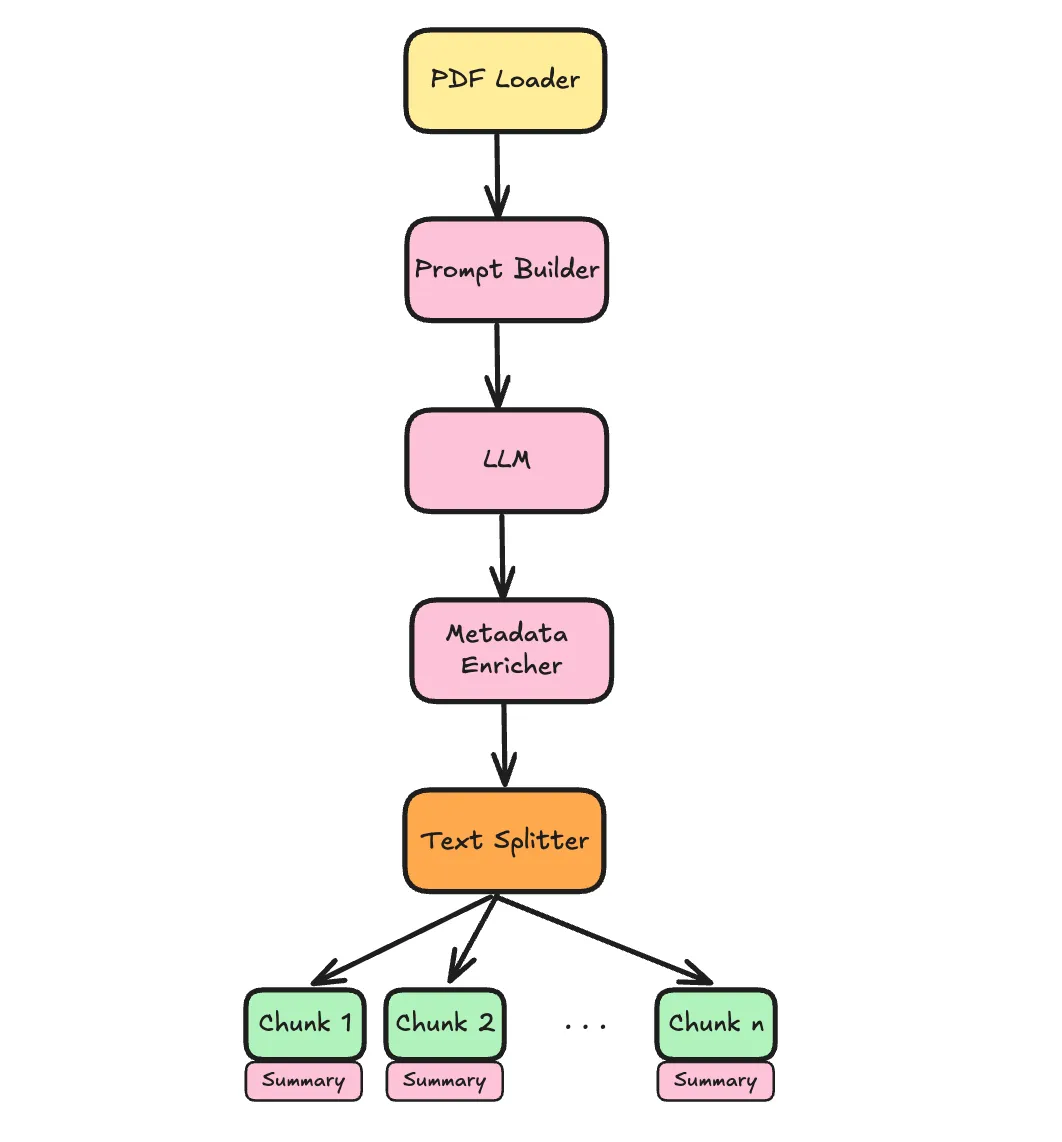 PDF Loader
Prompt Builder
LLM
Metadata
Enricher
Text Splitter
Chunk 1
Chunk 2
. . .
Chunk n
Summary
Summary
Summary